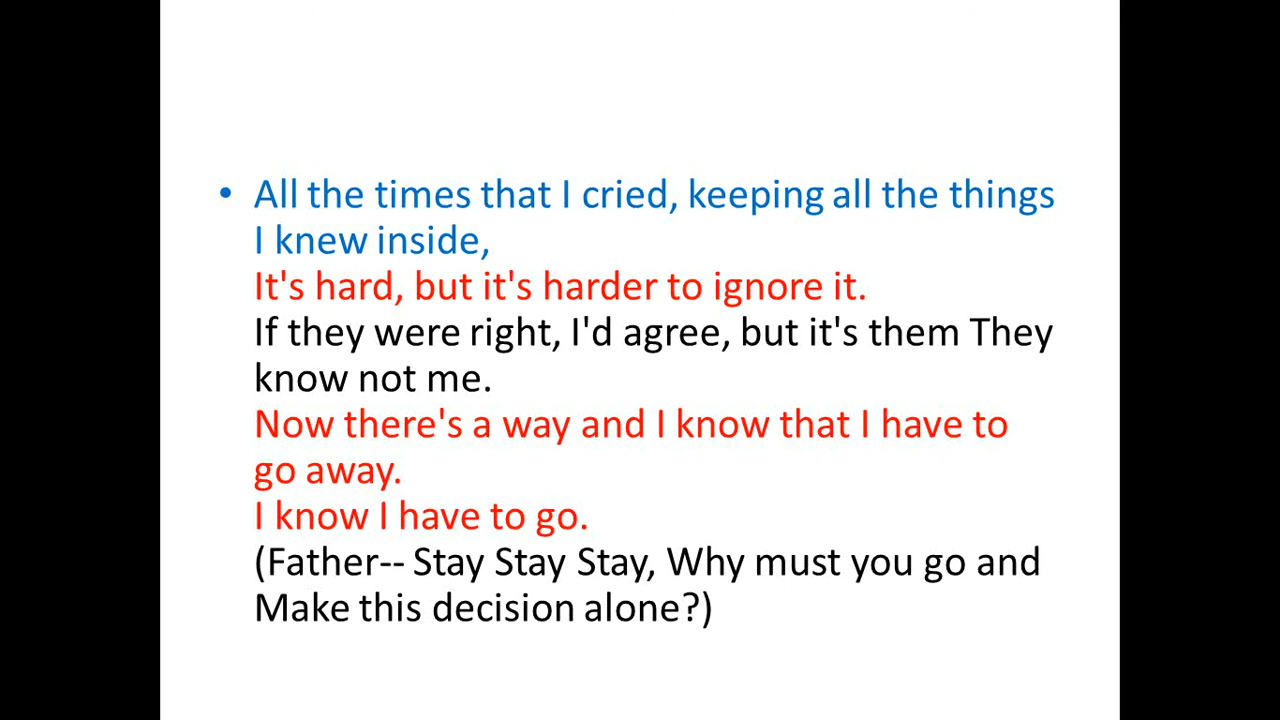 • All the times that I cried, keeping all the things
I knew inside,
It's hard, but it's harder to ignore it.
If they were right, I'd agree, but it's them They
know not me.
Now there's a way and I know that I have to
go away.
I know I have to go.
(Father-- Stay Stay Stay, Why must you go and
Make this decision alone?)